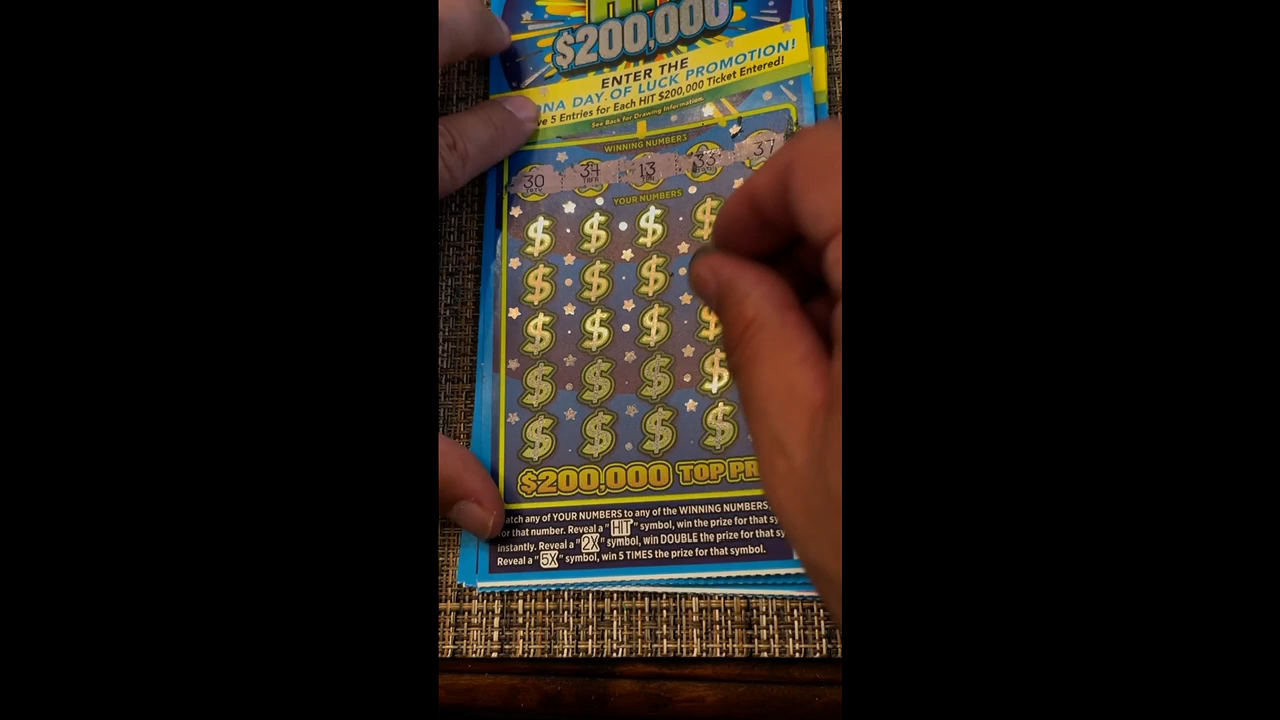 $200,000
ENTER THE
NA DAY OF LUCK PROMOTION!
ve 5 Entries for Each HIT $200,000 Ticket Entered!
See Back for Drawing Information.
WINNING NUMBERS
30 34 13 33 37
YOUR NUMBERS
$ $ $ $
$ $ $
$ $ $ $
$ $ $ $
$ $ $ $
$200,000 TOP PR
atch any of YOUR NUMBERS to any of the WINNING NUMBERS,
for that number. Reveal a "HIT" symbol, win the prize for that sy
instantly. Reveal a "2X" symbol, win DOUBLE the prize for that sy
Reveal a "5X" symbol, win 5 TIMES the prize for that symbol.